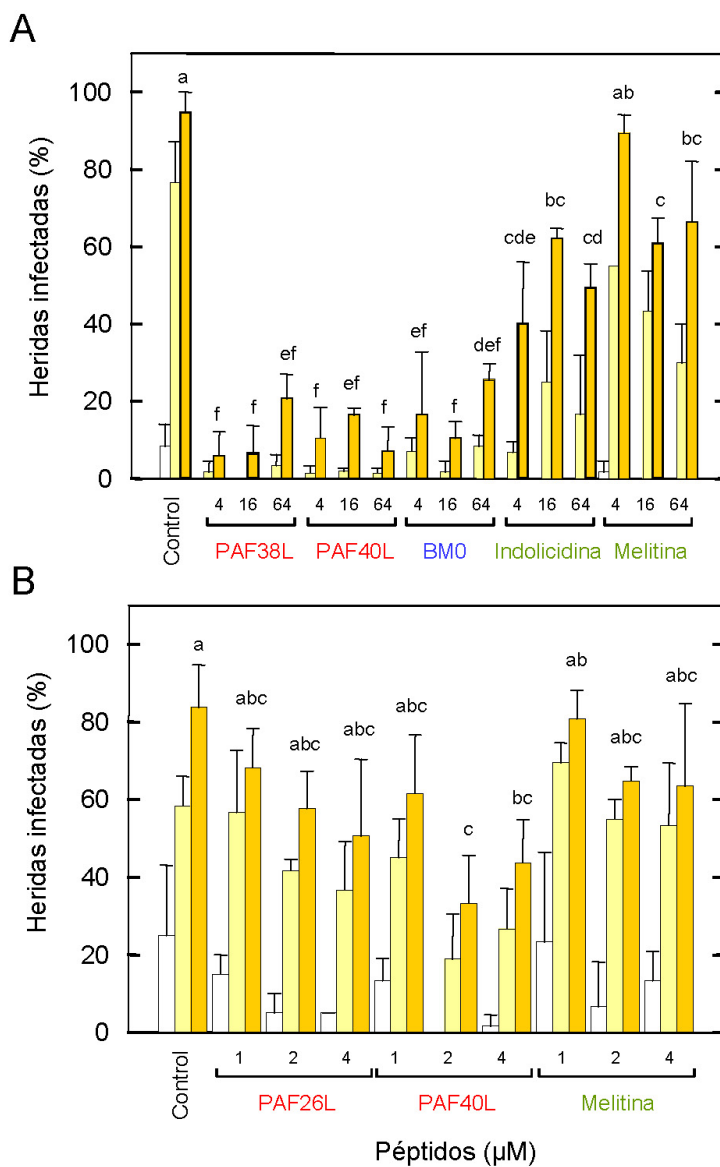 A
Heridas infectadas (%)
100
80
60
40
20
0
a
f
f
ef
f
ef
f
ef
f
def
cde
bc
cd
ab
c
bc
4 16 64 4 16 64 4 16 64 4 16 64 4 16 64
Control
PAF38L PAF40L BM0 Indolicidina Melitina
B
Heridas infectadas (%)
100
80
60
40
20
0
a
abc
abc
abc
abc
c
bc
ab
abc
abc
1 2 4 1 2 4 1 2 4
Control
PAF26L PAF40L Melitina
Péptidos (µM)